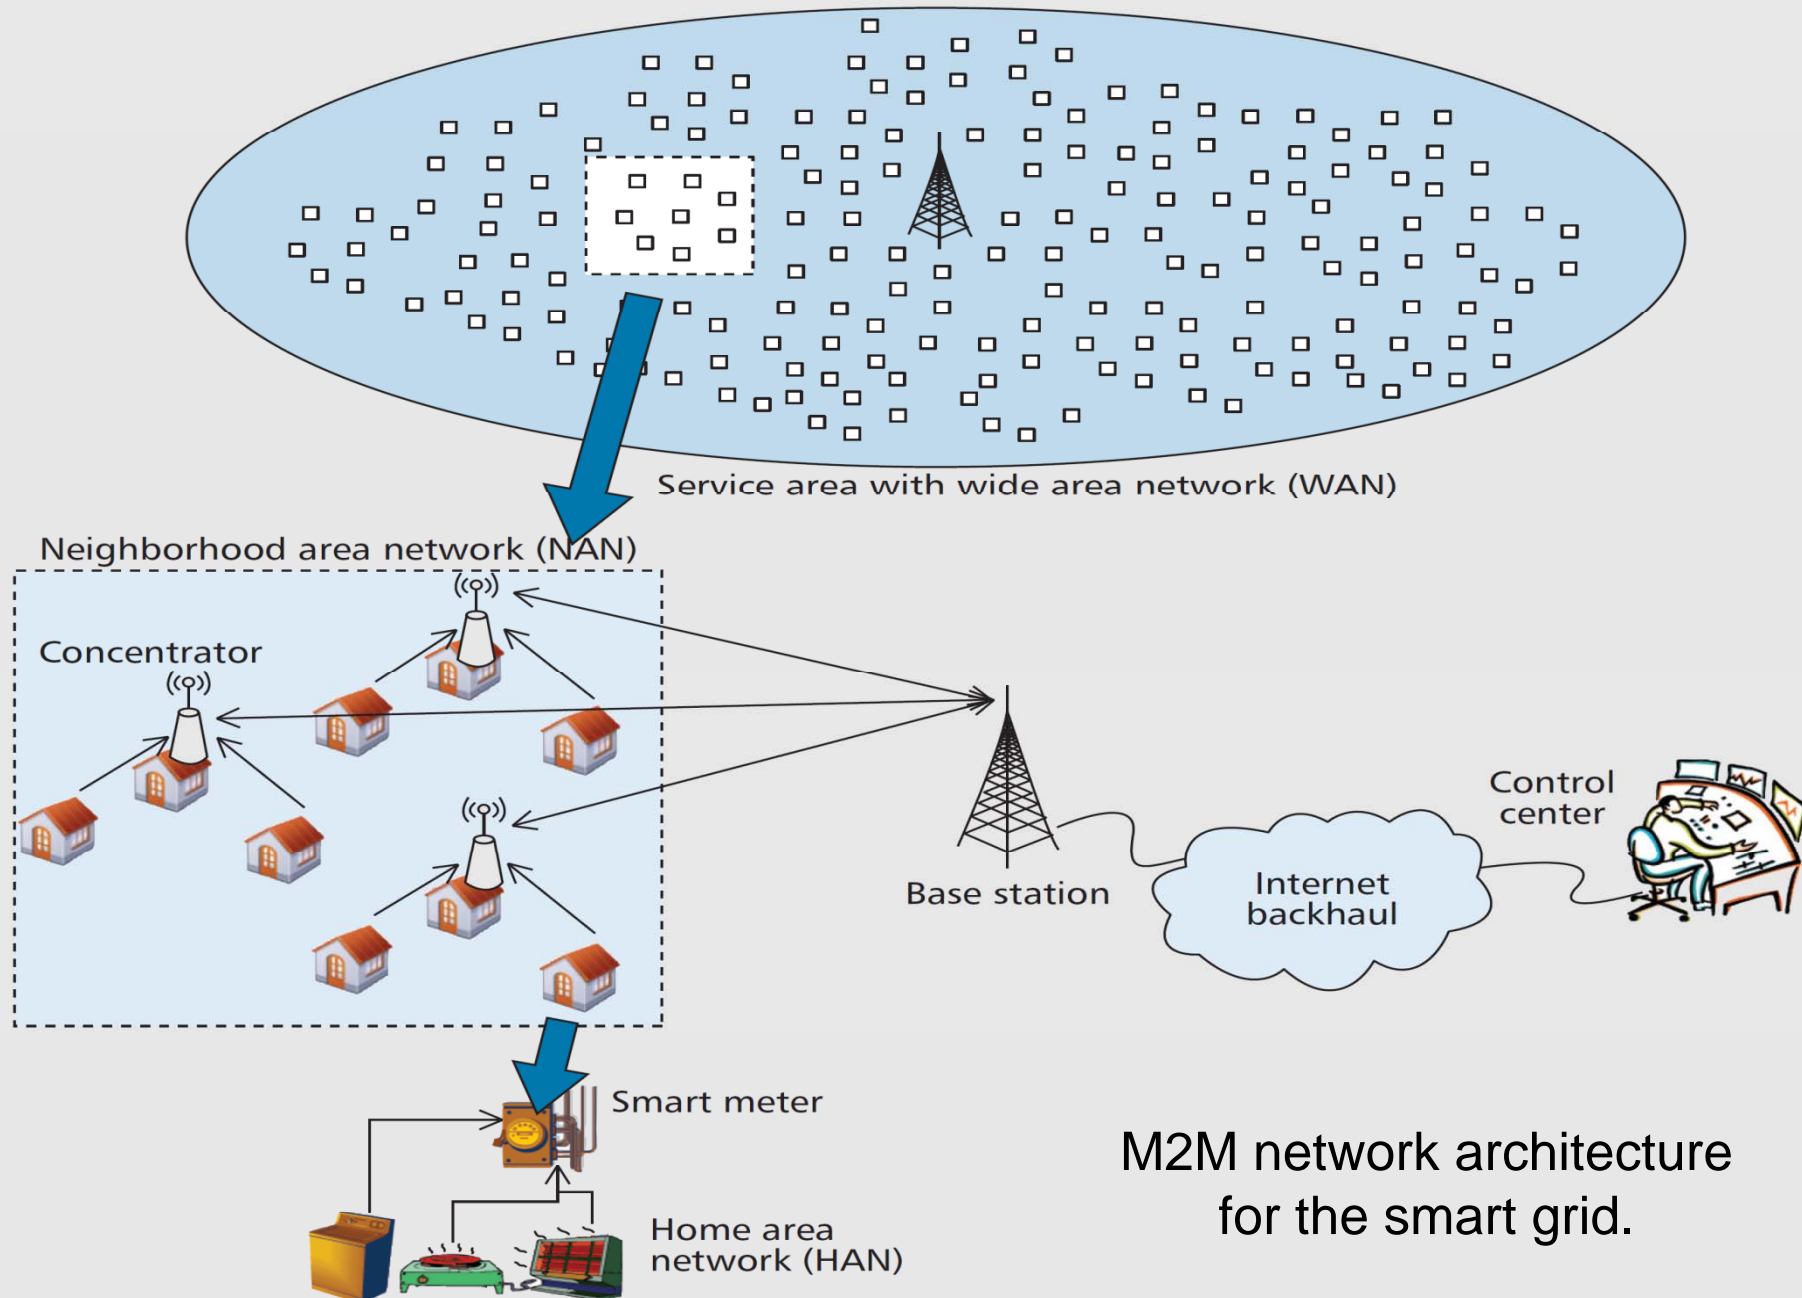 Service area with wide area network (WAN)
Neighborhood area network (NAN)
Concentrator
Control
center
Base station
Internet
backhaul
Smart meter
Home area
network (HAN)
M2M network architecture
for the smart grid.